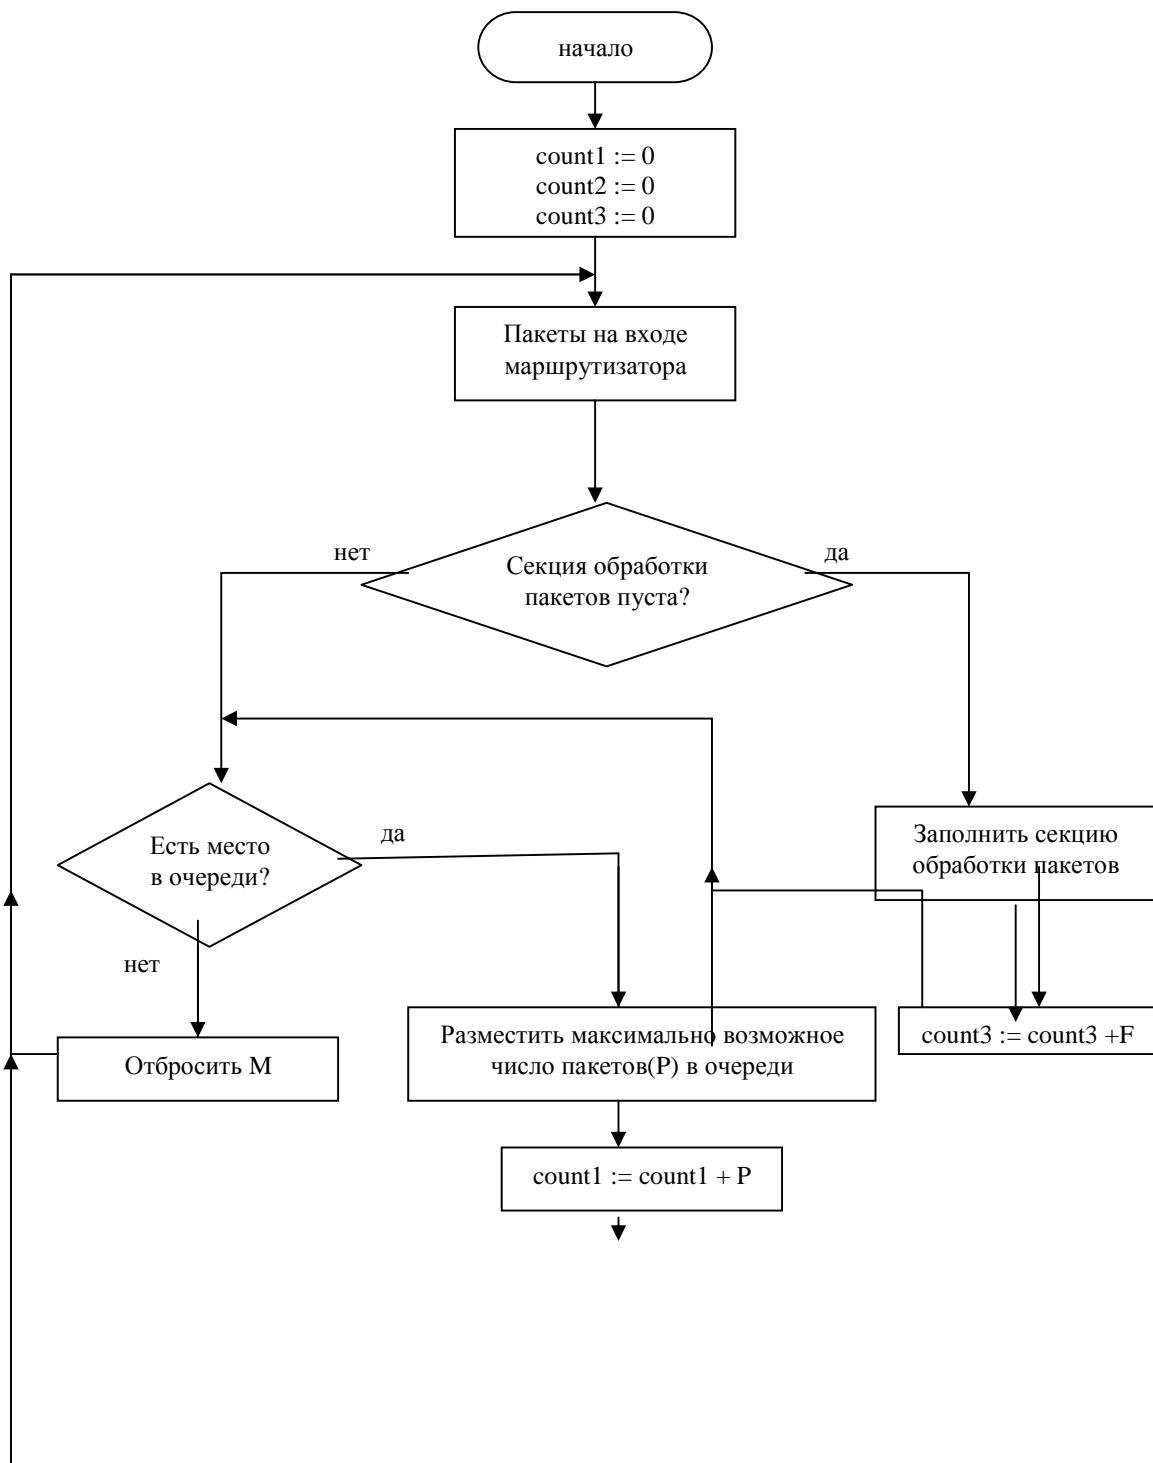 начало
count1 := 0
count2 := 0
count3 := 0
Пакеты на входе
маршрутизатора
нет
да
Секция обработки
пакетов пуста?
Есть место
в очереди?
да
Заполнить секцию
обработки пакетов
нет
Отбросить М
Разместить максимально возможное
число пакетов(Р) в очереди
count3 := count3 +F
count1 := count1 + P